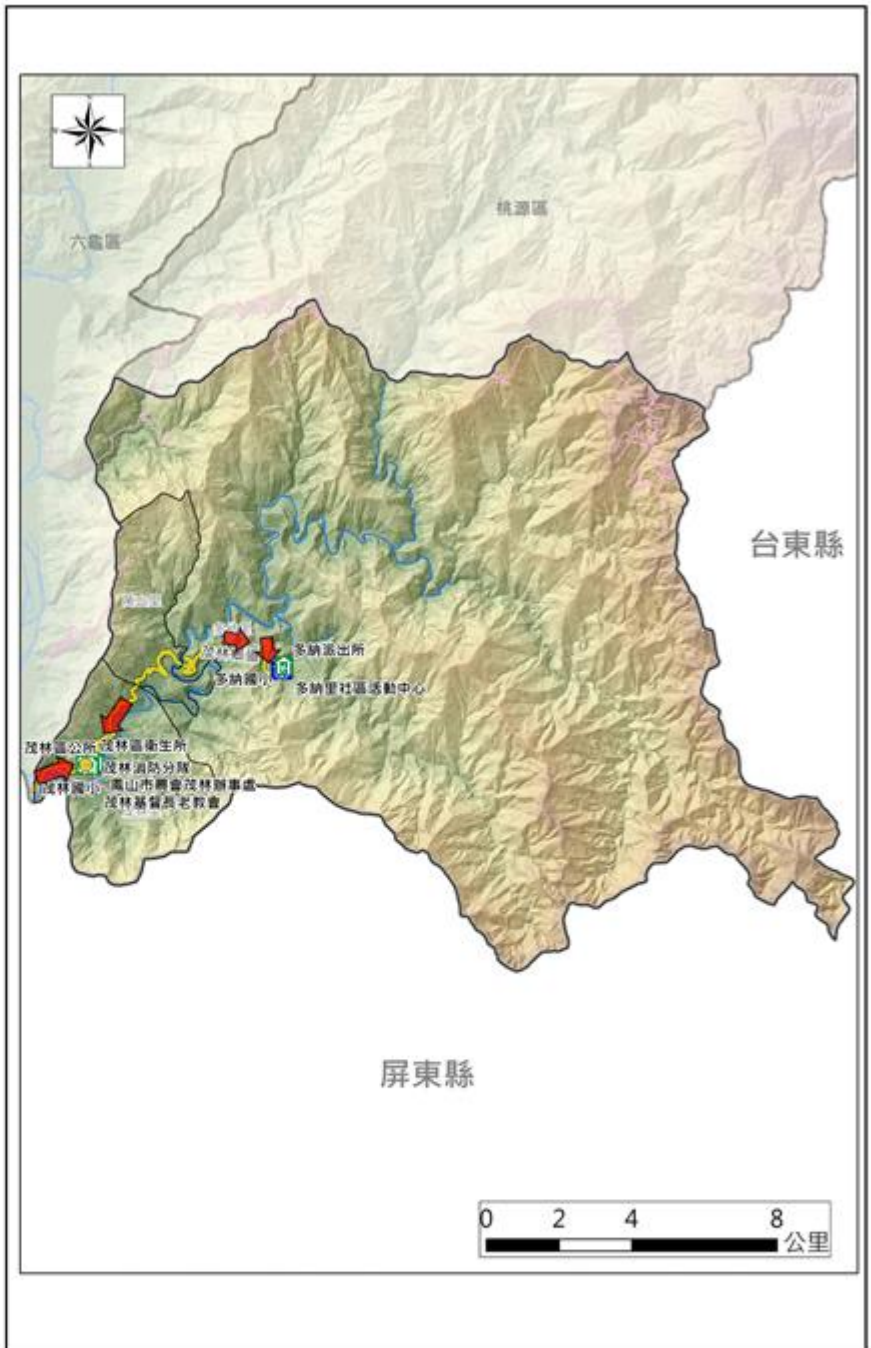 桃源區
六龜區
台東縣
多納派出所
多納國小
多納里社區活動中心
茂林區公所
茂林區衛生所
茂林消防分隊
茂林國小
鳳山市農會茂林辦事處
茂林基督長老教會
屏東縣
0 2 4 8
公里